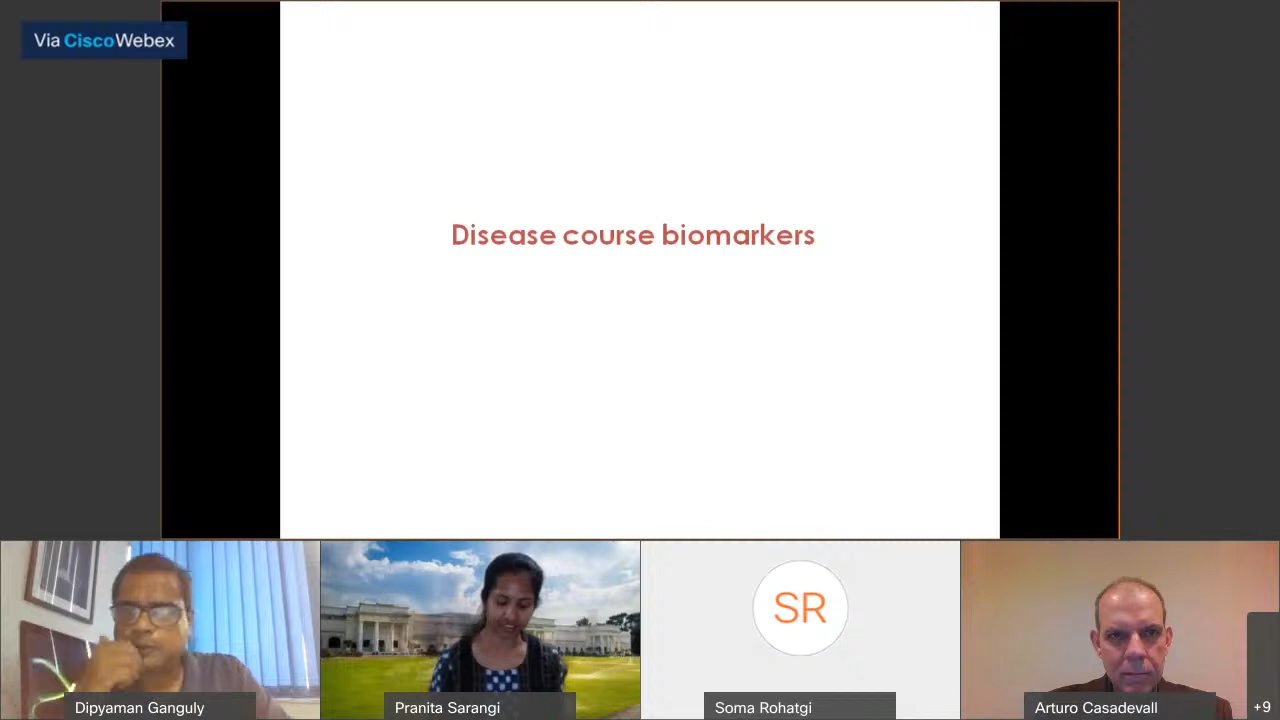 Via CiscoWebex
Disease course biomarkers
SR
Dipyaman Ganguly
Pranita Sarangi
Soma Rohatgi
Arturo Casadevall
+9